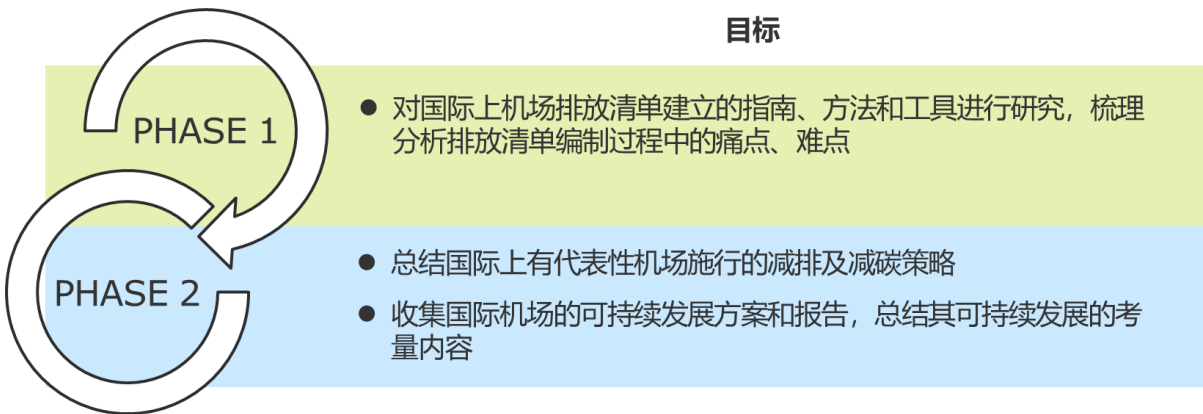 目标
PHASE 1
● 对国际上机场排放清单建立的指南、方法和工具进行研究，梳理
分析排放清单编制过程中的痛点、难点
PHASE 2
● 总结国际上有代表性机场施行的减排及减碳策略
● 收集国际机场的可持续发展方案和报告，总结其可持续发展的考
量内容